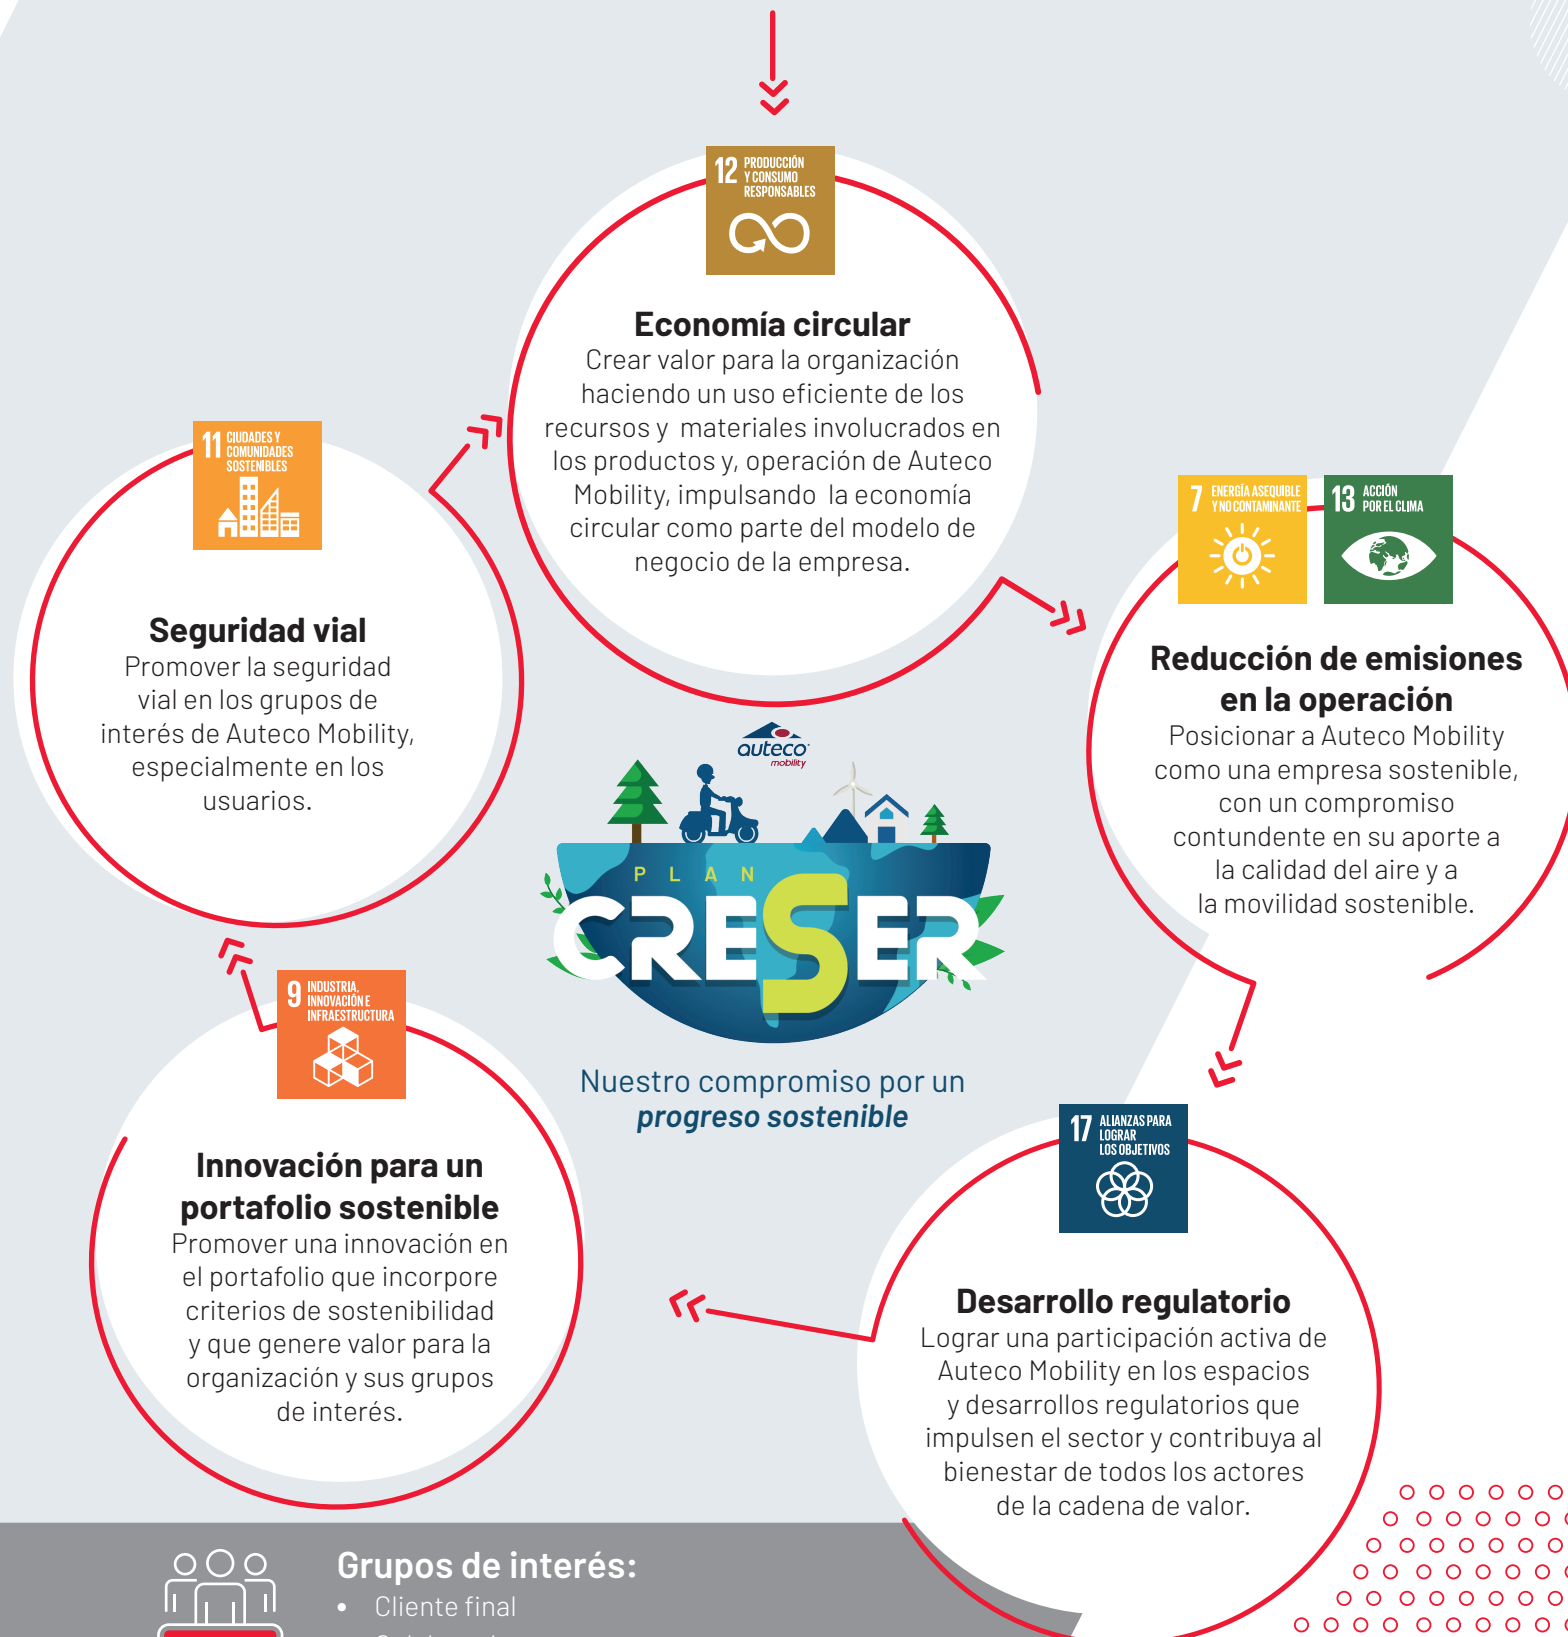 12 PRODUCCIÓN
Y CONSUMO
RESPONSABLES
Economía circular
Crear valor para la organización
haciendo un uso eficiente de los
recursos y materiales involucrados en
los productos y, operación de Auteco
Mobility, impulsando la economía
circular como parte del modelo de
negocio de la empresa.
11 CIUDADES Y
COMUNIDADES
SOSTENIBLES
Seguridad vial
Promover la seguridad
vial en los grupos de
interés de Auteco Mobility,
especialmente en los
usuarios.
7 ENERGÍA ASEQUIBLE
Y NO CONTAMINANTE
13 ACCIÓN
POR EL CLIMA
Reducción de emisiones
en la operación
Posicionar a Auteco Mobility
como una empresa sostenible,
con un compromiso
contundente en su aporte a
la calidad del aire y a
la movilidad sostenible.
auteco
mobility
PLAN
CRESER
Nuestro compromiso por un
progreso sostenible
9 INDUSTRIA,
INNOVACIÓN E
INFRAESTRUCTURA
Innovación para un
portafolio sostenible
Promover una innovación en
el portafolio que incorpore
criterios de sostenibilidad
y que genere valor para la
organización y sus grupos
de interés.
17 ALIANZAS PARA
LOGRAR
LOS OBJETIVOS
Desarrollo regulatorio
Lograr una participación activa de
Auteco Mobility en los espacios
y desarrollos regulatorios que
impulsen el sector y contribuya al
bienestar de todos los actores
de la cadena de valor.
Grupos de interés:
• Cliente final